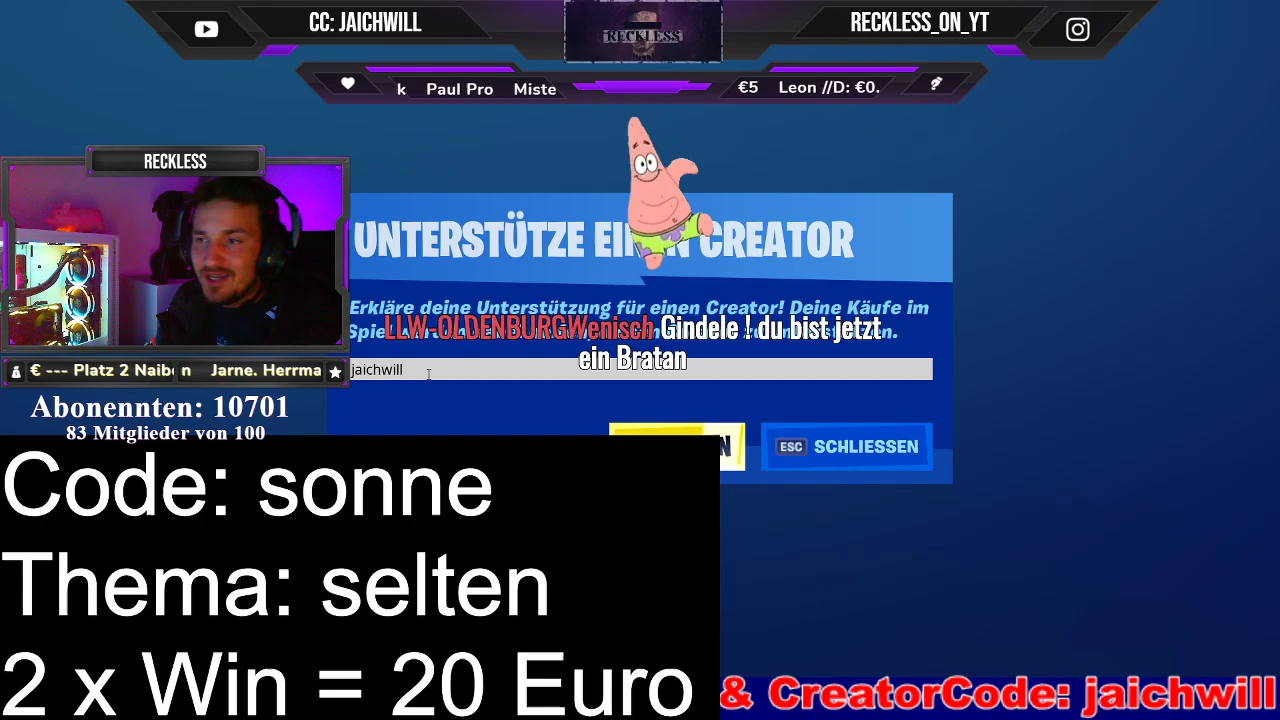 CC: JAICHWILL
RECKLESS
RECKLESS_ON_YT
k Paul Pro Miste
€5 Leon //D: €0.
RECKLESS
UNTERSTÜTZE EIN CREATOR
Erkläre deine Unterstützung für einen Creator! Deine Käufe im
Spiel
LLW-OLDENBURGWenisch Gindele ! du bist jetzt
ein Bratan
jaichwill
€ --- Platz 2 Naib n Jarne. Herrma
Abonennten: 10701
83 Mitglieder von 100
N
ESC SCHLIESSEN
Code: sonne
Thema: selten
2 x Win = 20 Euro
& CreatorCode: jaichwill